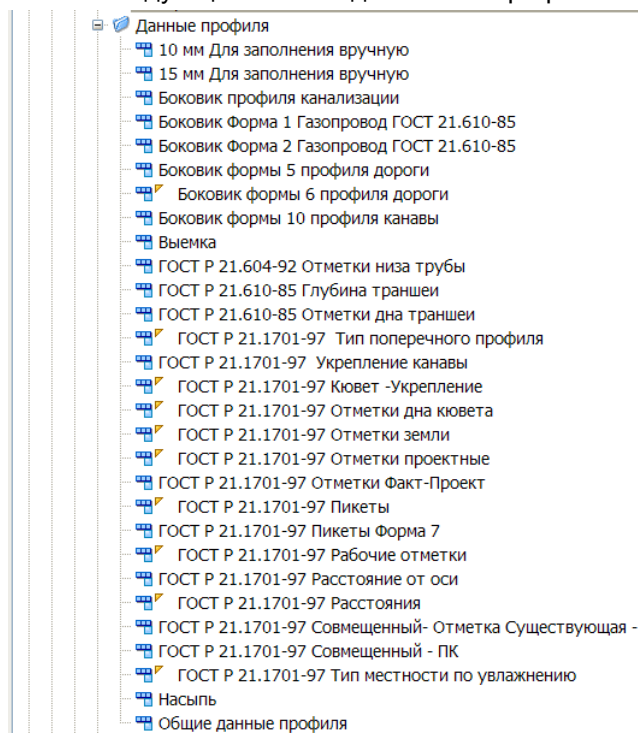 Данные профиля
10 мм Для заполнения вручную
15 мм Для заполнения вручную
Боковик профиля канализации
Боковик Форма 1 Газопровод ГОСТ 21.610-85
Боковик Форма 2 Газопровод ГОСТ 21.610-85
Боковик формы 5 профиля дороги
Боковик формы 6 профиля дороги
Боковик формы 10 профиля канавы
Выемка
ГОСТ Р 21.604-92 Отметки низа трубы
ГОСТ Р 21.610-85 Глубина траншеи
ГОСТ Р 21.610-85 Отметки дна траншеи
ГОСТ Р 21.1701-97 Тип поперечного профиля
ГОСТ Р 21.1701-97 Укрепление канавы
ГОСТ Р 21.1701-97 Кювет -Укрепление
ГОСТ Р 21.1701-97 Отметки дна кювета
ГОСТ Р 21.1701-97 Отметки земли
ГОСТ Р 21.1701-97 Отметки проектные
ГОСТ Р 21.1701-97 Отметки Факт-Проект
ГОСТ Р 21.1701-97 Пикеты
ГОСТ Р 21.1701-97 Пикеты Форма 7
ГОСТ Р 21.1701-97 Рабочие отметки
ГОСТ Р 21.1701-97 Расстояние от оси
ГОСТ Р 21.1701-97 Расстояния
ГОСТ Р 21.1701-97 Совмещенный- Отметка Существующая -
ГОСТ Р 21.1701-97 Совмещенный - ПК
ГОСТ Р 21.1701-97 Тип местности по увлажнению
Насыпь
Общие данные профиля